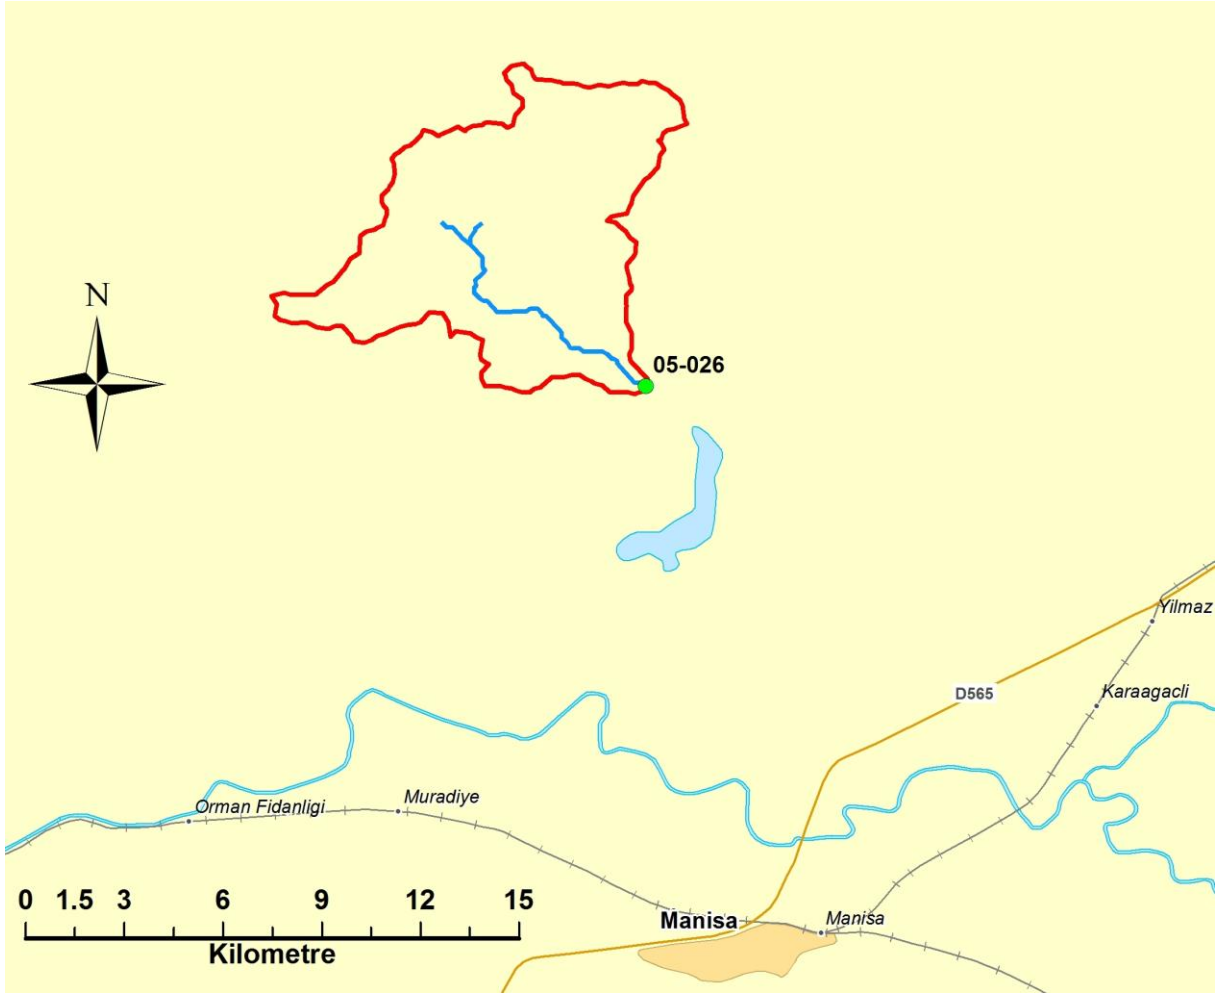 N
05-026
Yilmaz
D565
Karaagacli
Orman Fidanligi
Muradiye
0 1.5 3 6 9 12 15
Kilometre
Manisa
Manisa